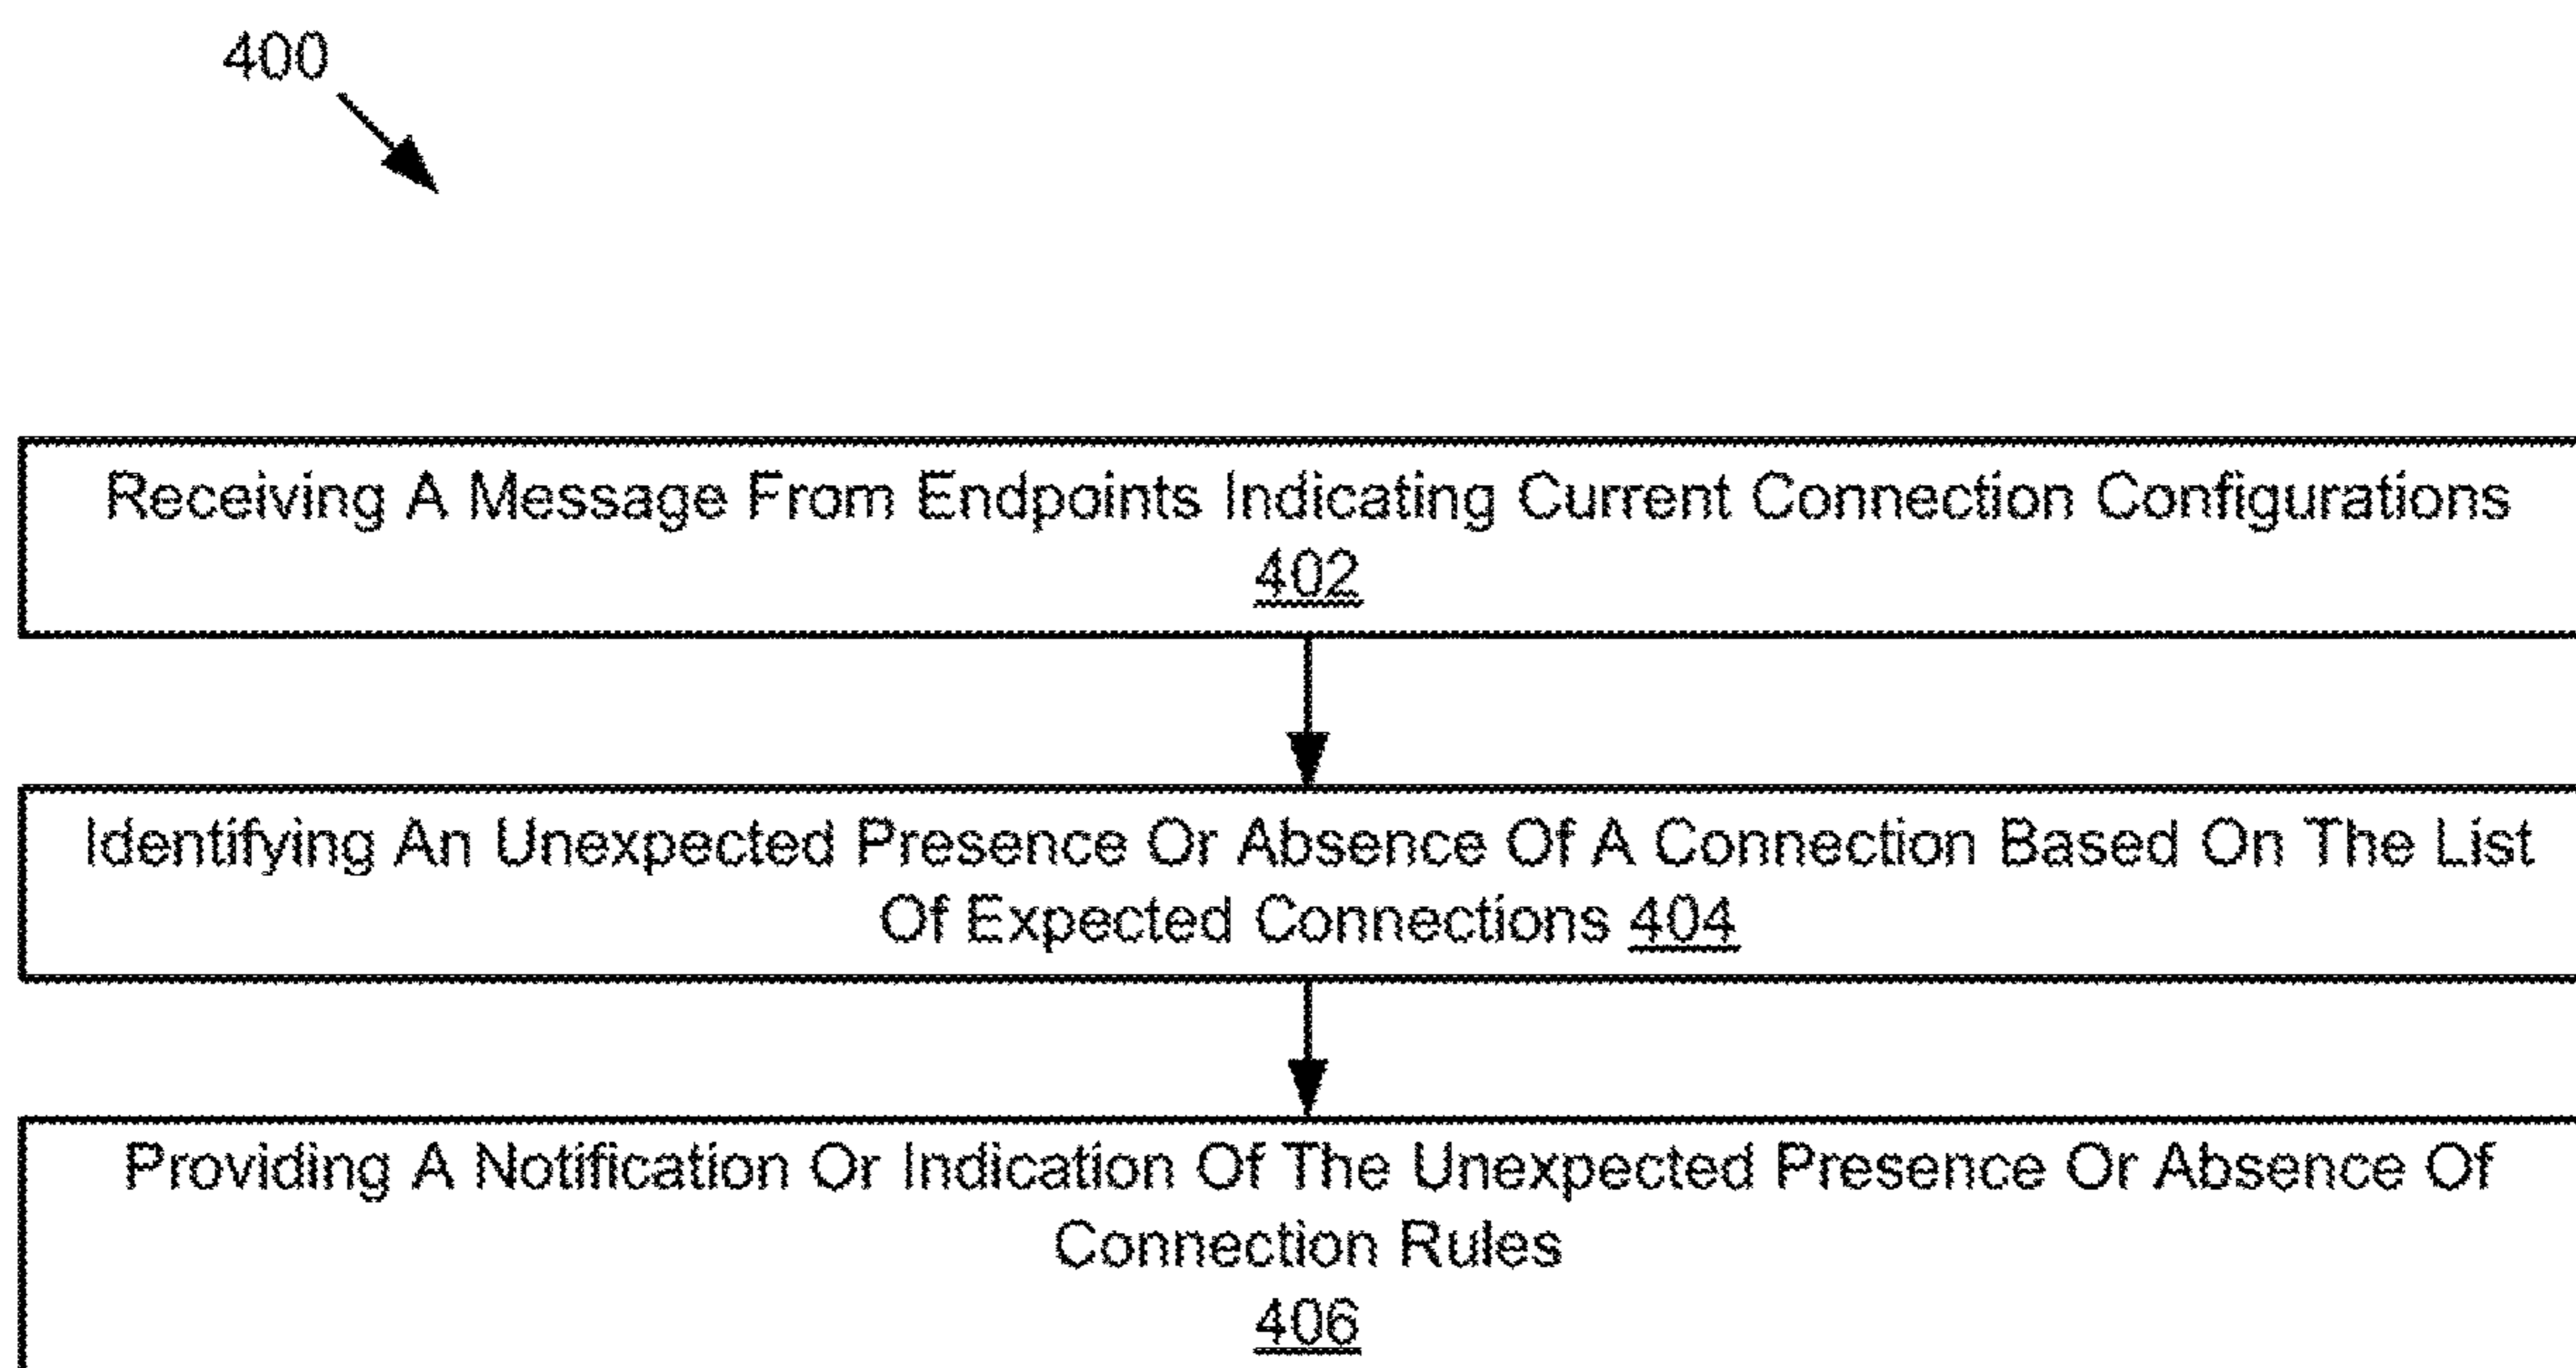 400
Receiving A Message From Endpoints Indicating Current Connection Configurations
402
Identifying An Unexpected Presence Or Absence Of A Connection Based On The List
Of Expected Connections 404
Providing A Notification Or Indication Of The Unexpected Presence Or Absence Of
Connection Rules
406